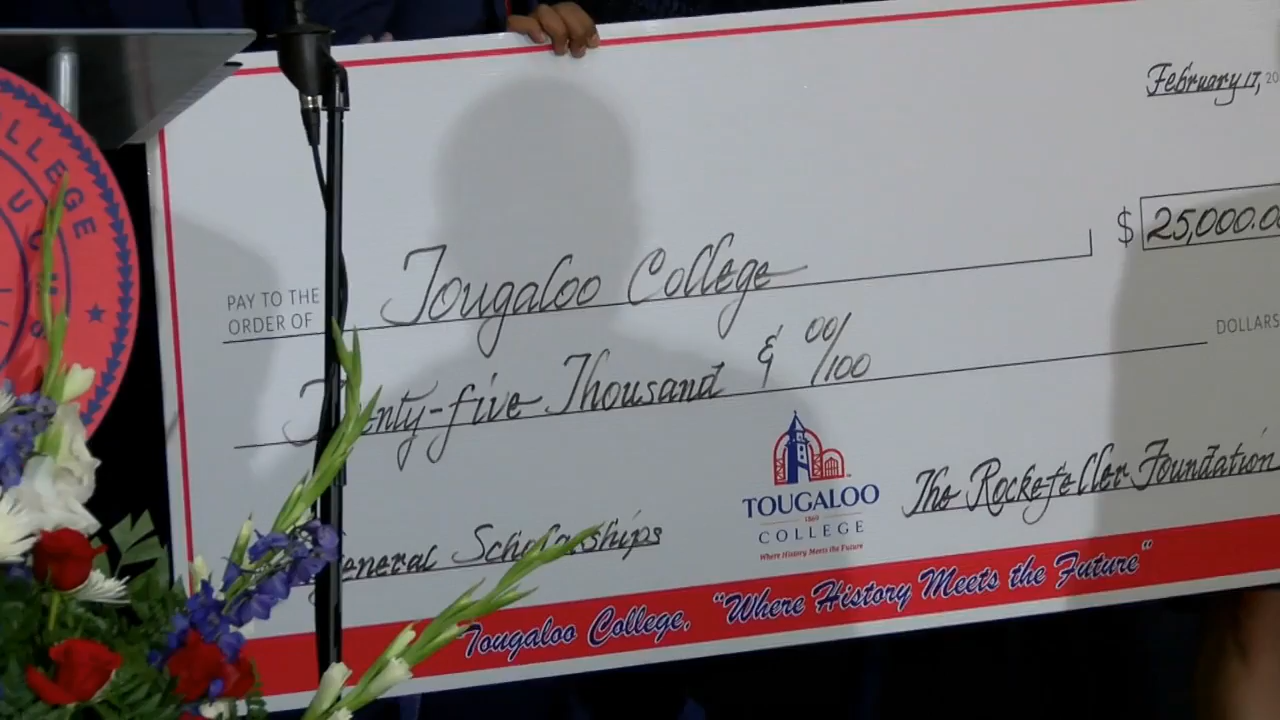 February 17, 20
$ 25,000.0
PAY TO THE
ORDER OF
Tougaloo College
enty-five Thousand & 00/100
DOLLARS
TOUGALOO
COLLEGE
Where History Meets the Future
The Rockefeller Foundation
eneral Scholarships
Tougaloo College, "Where History Meets the Future"
LLEGE